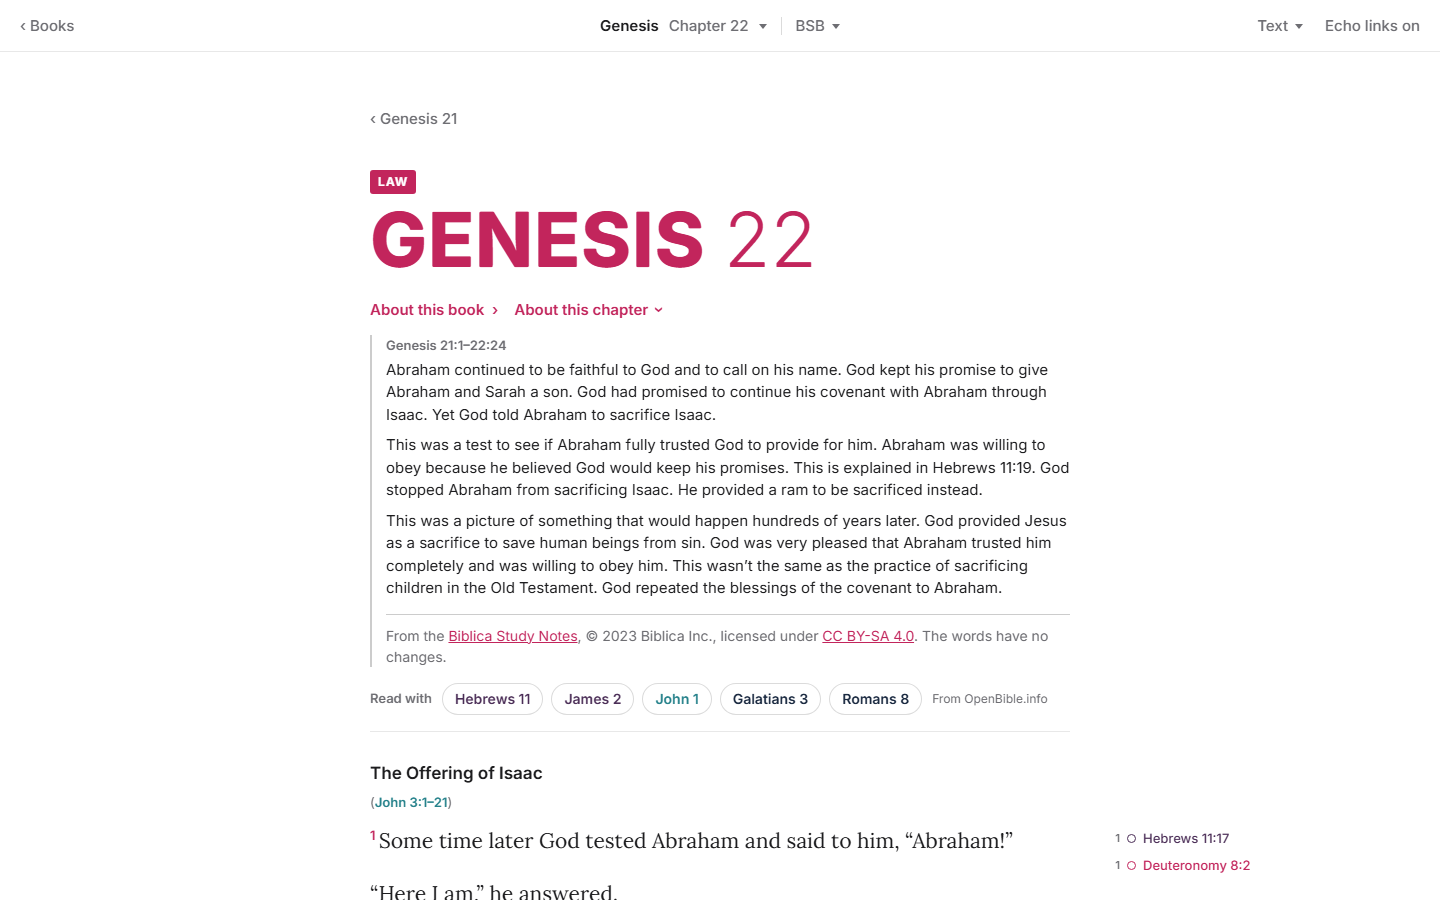 ‹ Books
Genesis Chapter 22
BSB
Text
Echo links on
‹ Genesis 21
LAW
GENESIS 22
About this book ›
About this chapter
Genesis 21:1–22:24
Abraham continued to be faithful to God and to call on his name. God kept his promise to give
Abraham and Sarah a son. God had promised to continue his covenant with Abraham through
Isaac. Yet God told Abraham to sacrifice Isaac.
This was a test to see if Abraham fully trusted God to provide for him. Abraham was willing to
obey because he believed God would keep his promises. This is explained in Hebrews 11:19. God
stopped Abraham from sacrificing Isaac. He provided a ram to be sacrificed instead.
This was a picture of something that would happen hundreds of years later. God provided Jesus
as a sacrifice to save human beings from sin. God was very pleased that Abraham trusted him
completely and was willing to obey him. This wasn’t the same as the practice of sacrificing
children in the Old Testament. God repeated the blessings of the covenant to Abraham.
From the Biblica Study Notes, © 2023 Biblica Inc., licensed under CC BY-SA 4.0. The words have no
changes.
Read with Hebrews 11 James 2 John 1 Galatians 3 Romans 8 From OpenBible.info
The Offering of Isaac
(John 3:1–21)
1 Some time later God tested Abraham and said to him, “Abraham!”
“Here I am,” he answered.
1 Hebrews 11:17
1 Deuteronomy 8:2